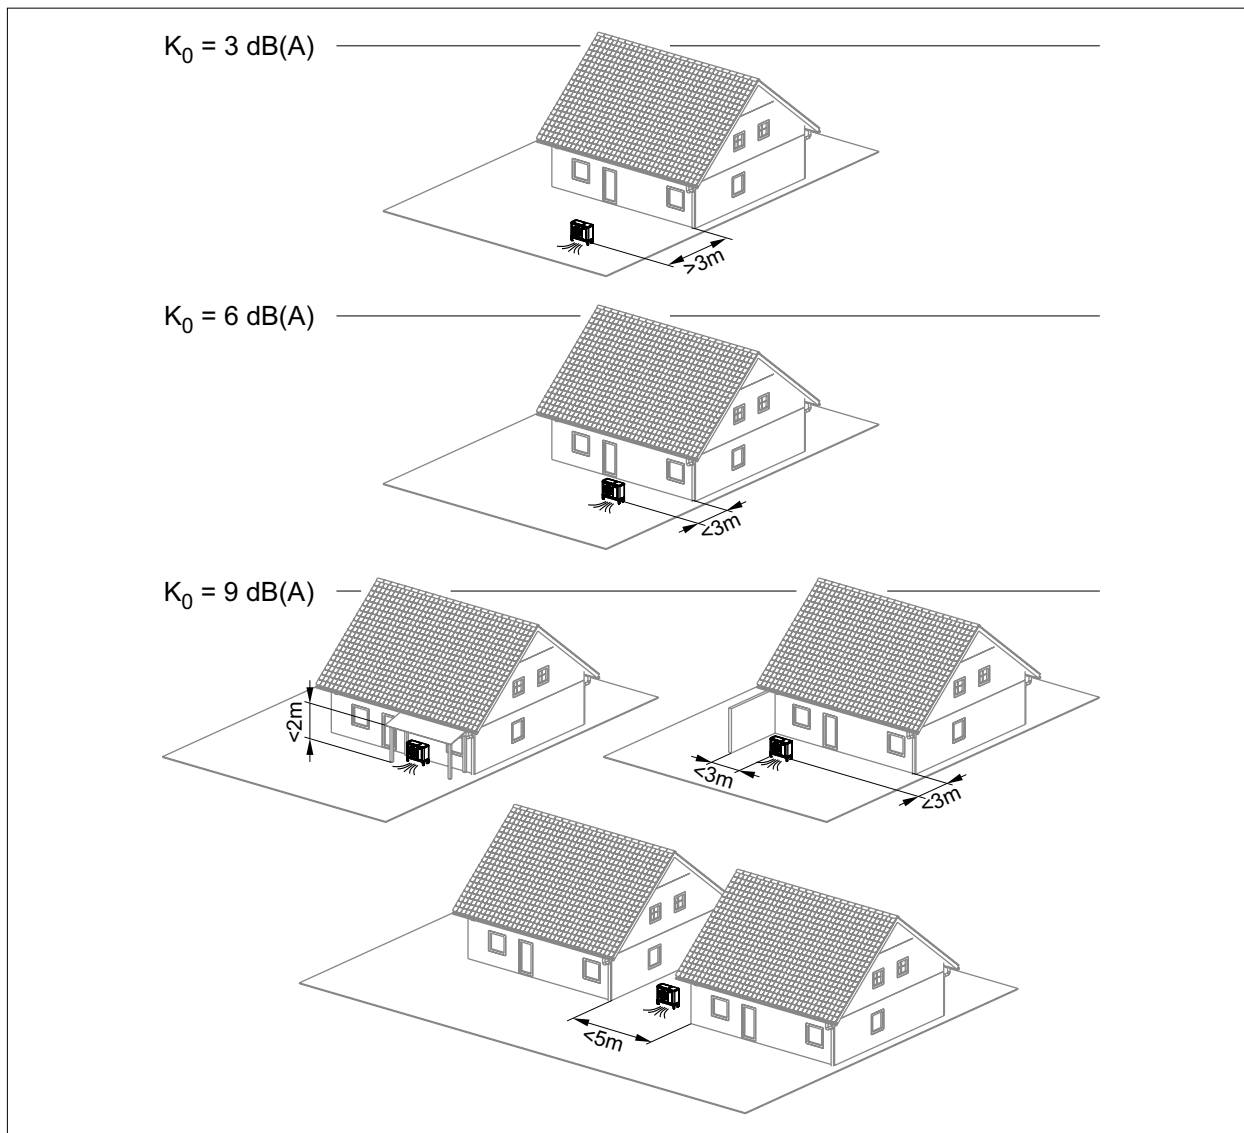 K0 = 3 dB(A)
>3m
K0 = 6 dB(A)
<3m
K0 = 9 dB(A)
<2m
<3m
<3m
<5m